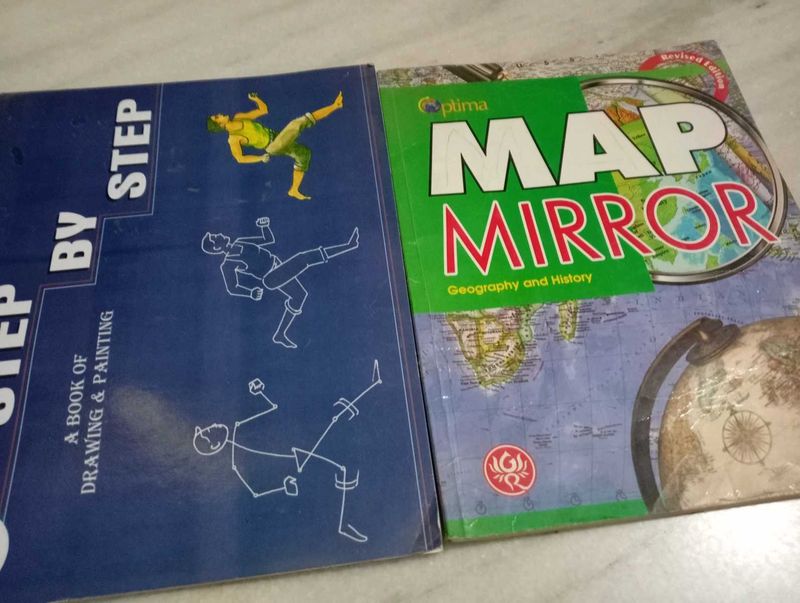 STEP
BY
STEP
A BOOK OF
DRAWING & PAINTING
Revised Edition
Optima
MAP
MIRROR
Geography and History